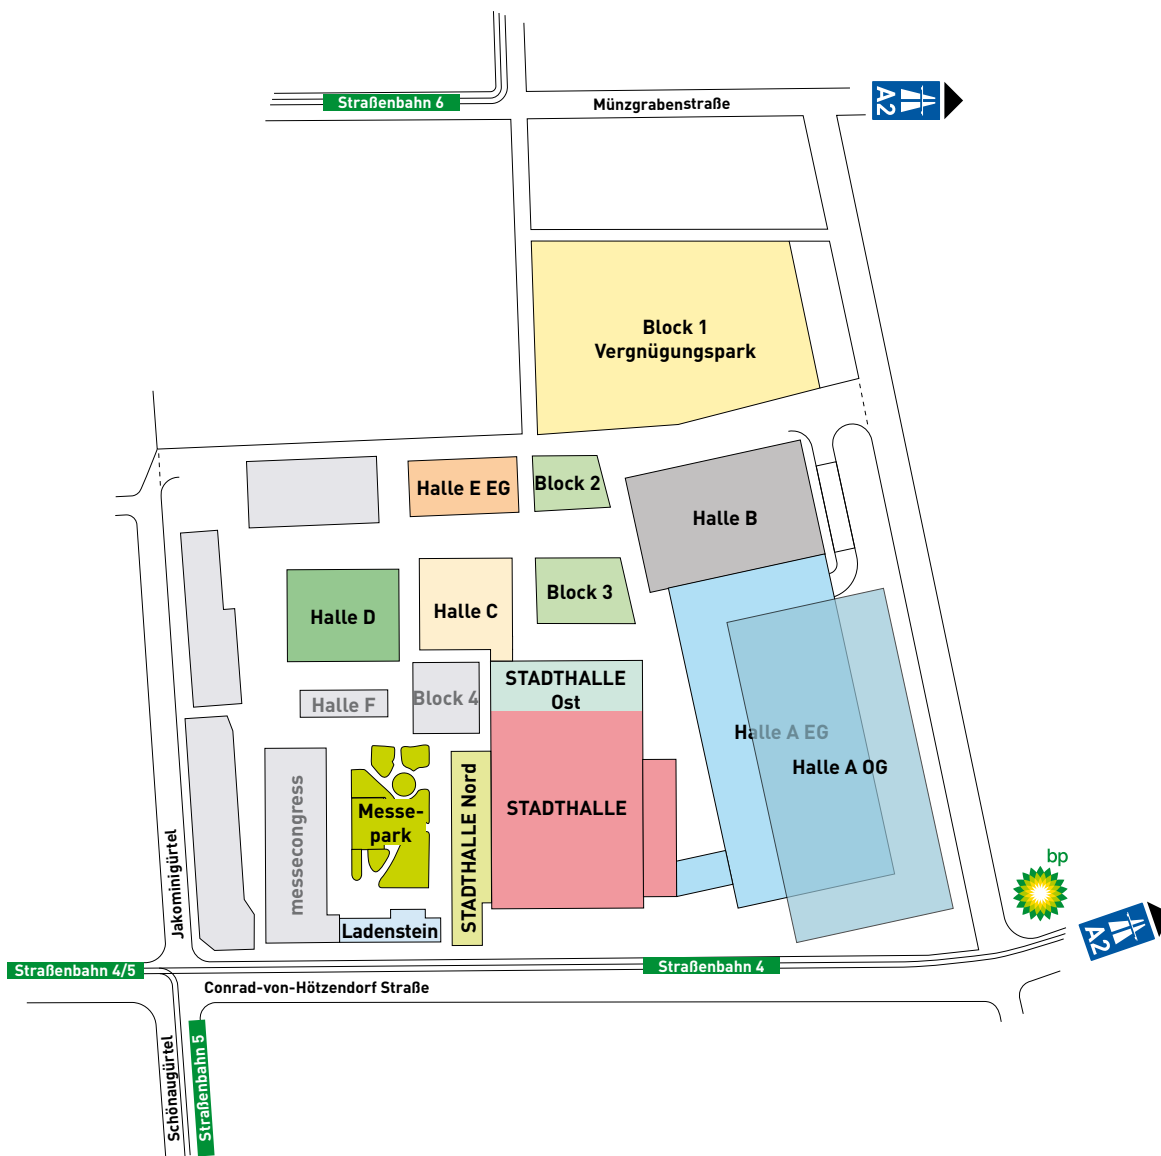 Straßenbahn 6
Münzgrabenstraße
A2
Block 1
Vergnügungspark
Halle E EG
Block 2
Halle B
Halle D
Halle C
Block 3
Halle F
Block 4
STADTHALLE
Ost
Halle A EG
Halle A OG
messecongress
Messe-
park
STADTHALLE Nord
STADTHALLE
Jakominigürtel
Ladenstein
bp
A2
Straßenbahn 4/5
Straßenbahn 4
Conrad-von-Hötzendorf Straße
Schönaugürtel
Straßenbahn 5